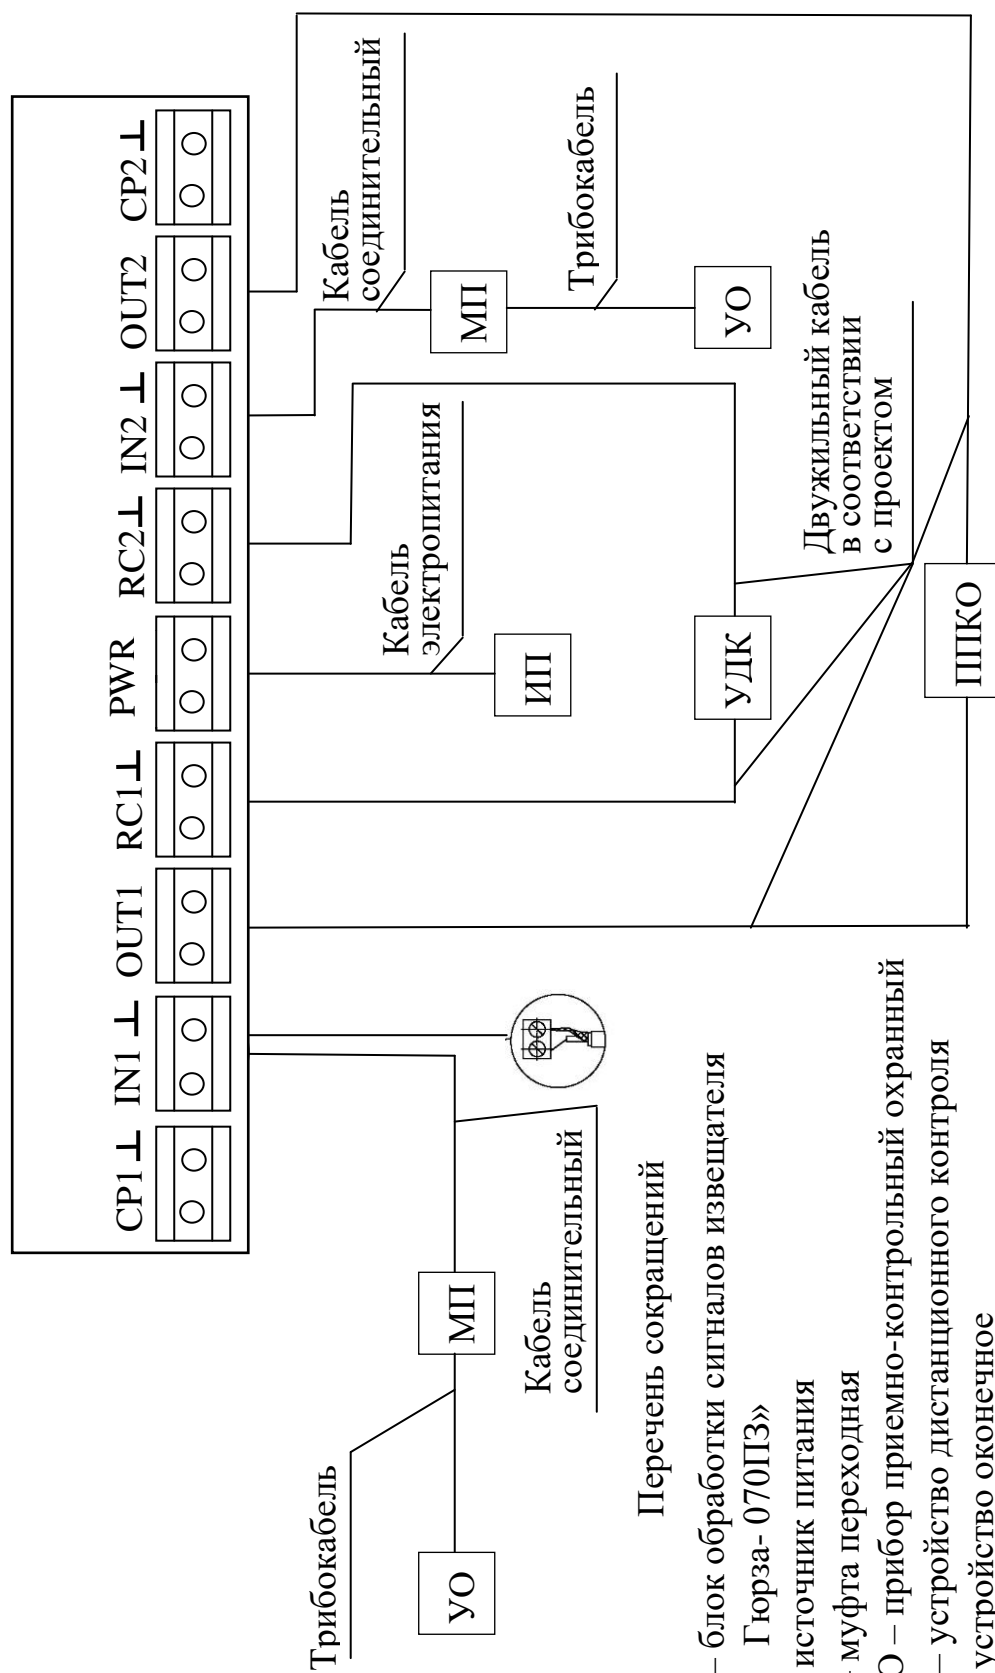 CP1 ⊥ IN1 ⊥ OUT1 RC1 ⊥ PWR RC2 ⊥ IN2 ⊥ OUT2 CP2 ⊥
Трибокабель
УО
МП
Кабель
соединительный
Кабель
электропитания
ИП
Кабель
соединительный
МП
Трибокабель
УО
УДК
Двужильный кабель
в соответствии
с проектом
ППКО
Перечень сокращений
– блок обработки сигналов извещателя
Гюрза- 070ПЗ»
источник питания
муфта переходная
О – прибор приемно-контрольный охранный
– устройство дистанционного контроля
устройство оконечное